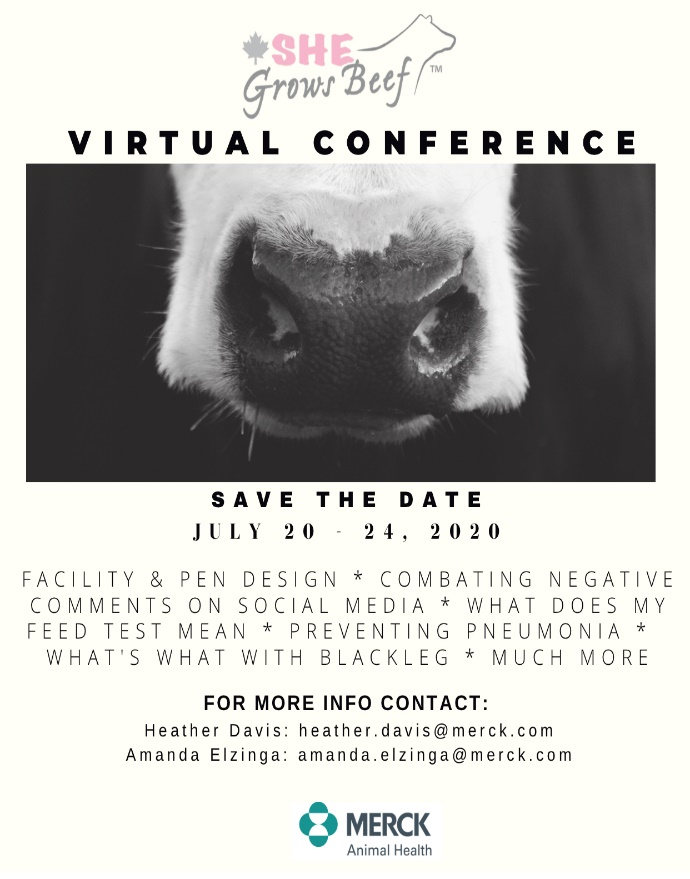 SHE
Grows Beef ™
VIRTUAL CONFERENCE
SAVE THE DATE
JULY 20 - 24, 2020
FACILITY & PEN DESIGN * COMBATING NEGATIVE
COMMENTS ON SOCIAL MEDIA * WHAT DOES MY
FEED TEST MEAN * PREVENTING PNEUMONIA *
WHAT'S WHAT WITH BLACKLEG * MUCH MORE
FOR MORE INFO CONTACT:
Heather Davis: heather.davis@merck.com
Amanda Elzinga: amanda.elzinga@merck.com
MERCK
Animal Health